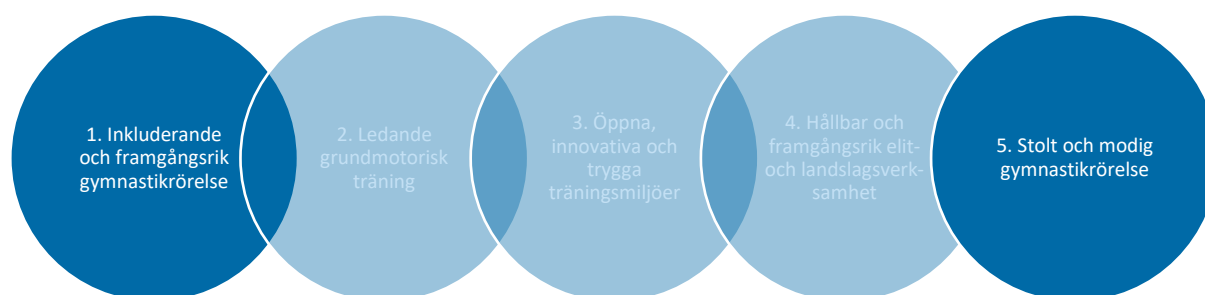 1. Inkluderande
och framgångsrik
gymnastikrörelse
2. Ledande
grundmotorisk
träning
3. Öppna,
innovativa och
trygga
träningsmiljöer
4. Hållbar och
framgångsrik elit-
och landslagsverk-
samhet
5. Stolt och modig
gymnastikrörelse